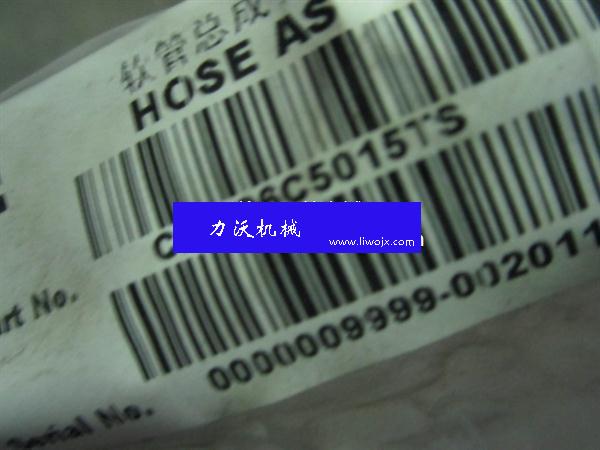 软管总成
HOSE AS
6C5015TS
力沃机械
www.liwojx.com
Part No.
0000009999-002011
Serial No.